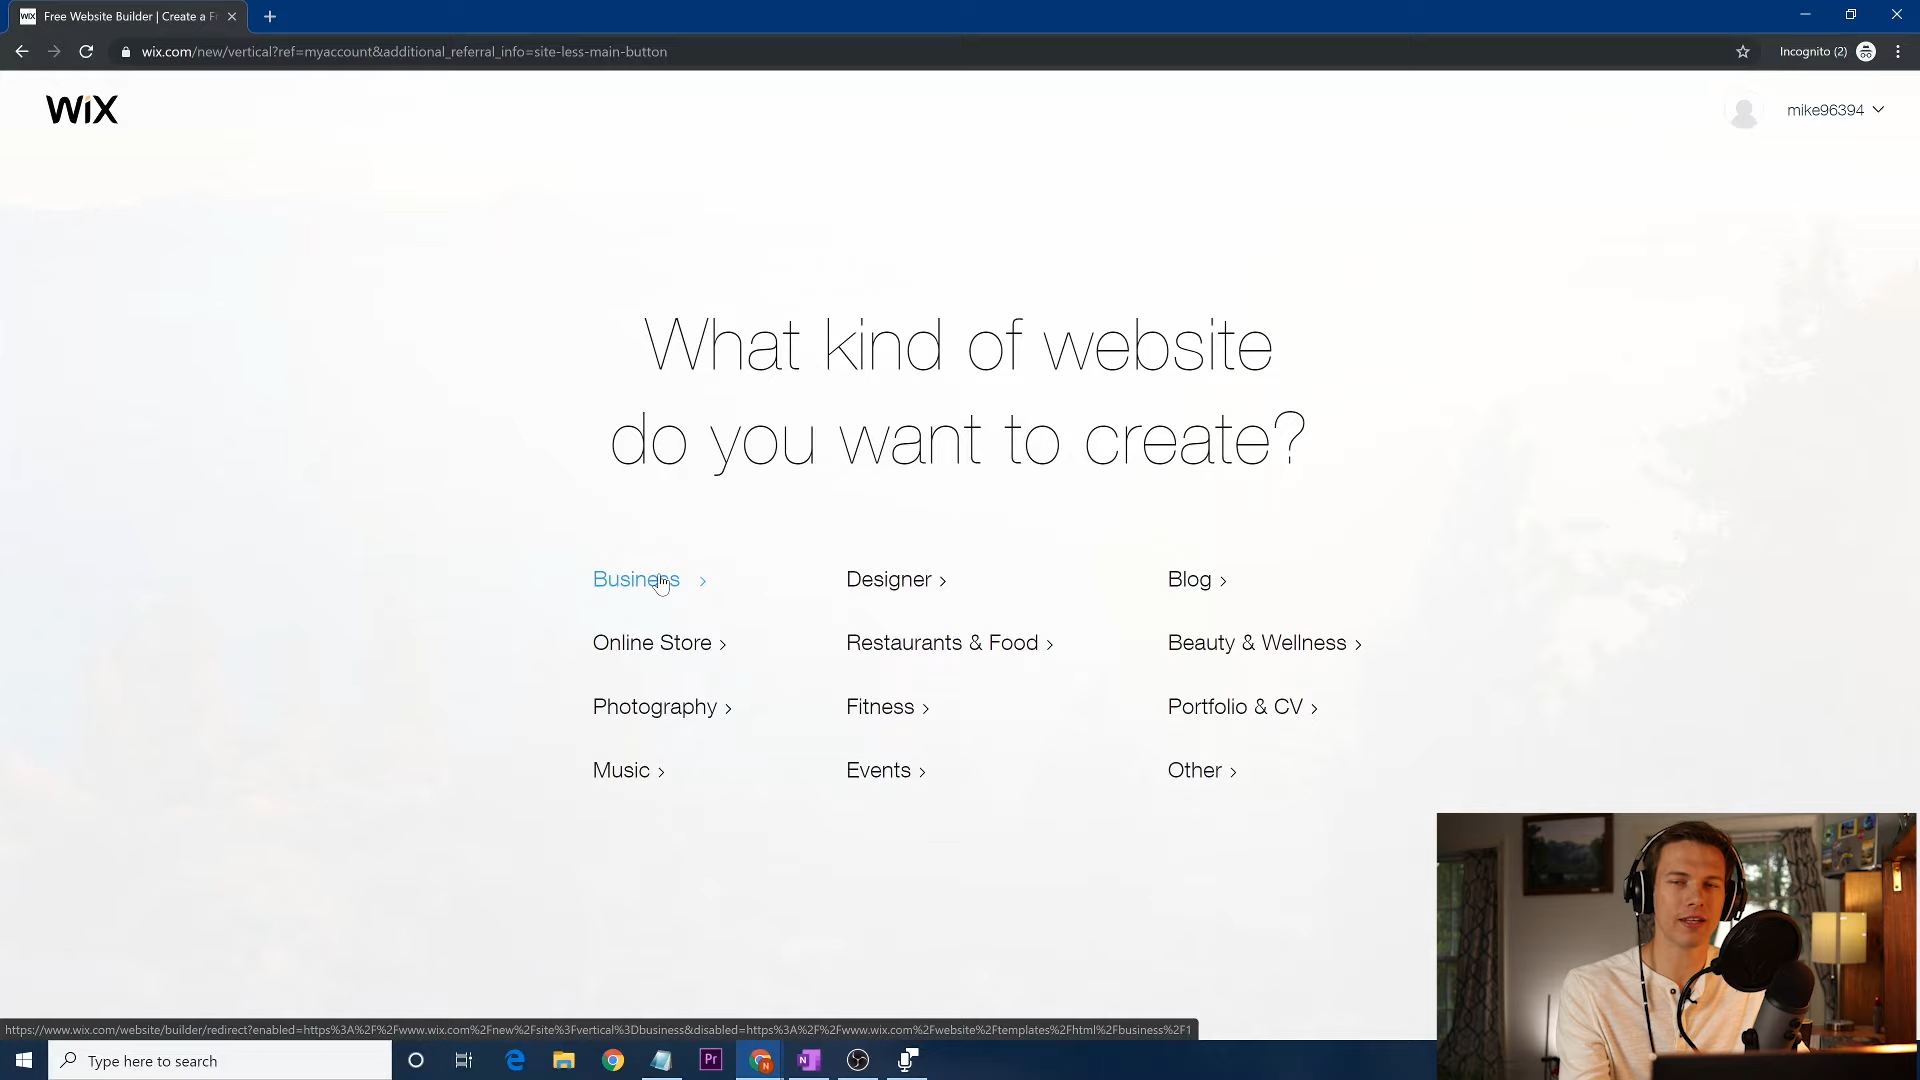 WIX Free Website Builder | Create a F
wix.com/new/vertical?ref=myaccount&additional_referral_info=site-less-main-button
Incognito (2)
WiX
mike96394
What kind of website
do you want to create?
Business >
Designer >
Blog >
Online Store >
Restaurants & Food >
Beauty & Wellness >
Photography >
Fitness >
Portfolio & CV >
Music >
Events >
Other >
https://www.wix.com/website/builder/redirect?enabled=https%3A%2F%2Fwww.wix.com%2Fnew%2Fsite%3Fvertical%3Dbusiness&disabled=https%3A%2F%2Fwww.wix.com%2Fwebsite%2Ftemplates%2Fhtml%2Fbusiness%2F1
Type here to search
Pr
N
N